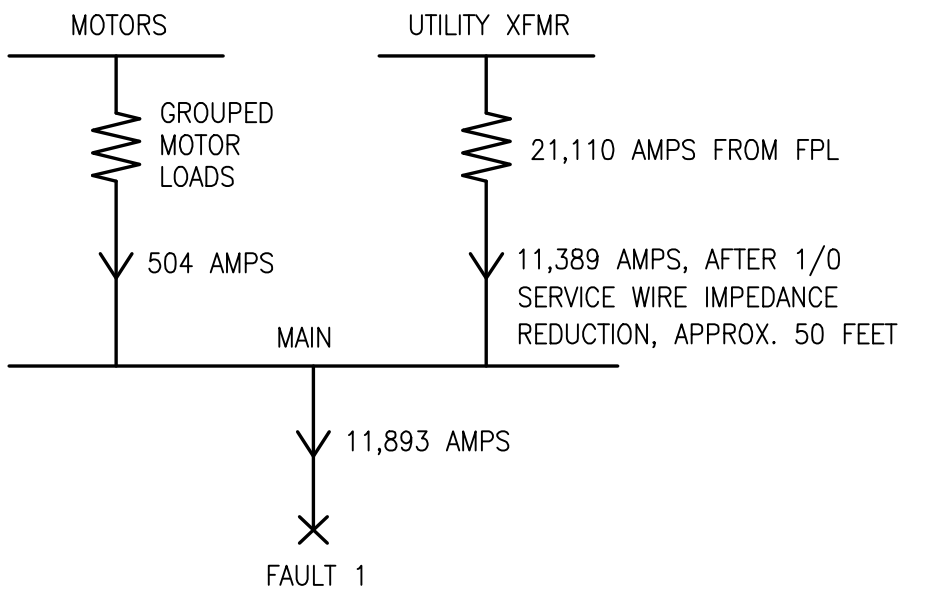 MOTORS
UTILITY XFMR
GROUPED
MOTOR
LOADS
21,110 AMPS FROM FPL
504 AMPS
11,389 AMPS, AFTER 1/0
SERVICE WIRE IMPEDANCE
REDUCTION, APPROX. 50 FEET
MAIN
11,893 AMPS
FAULT 1